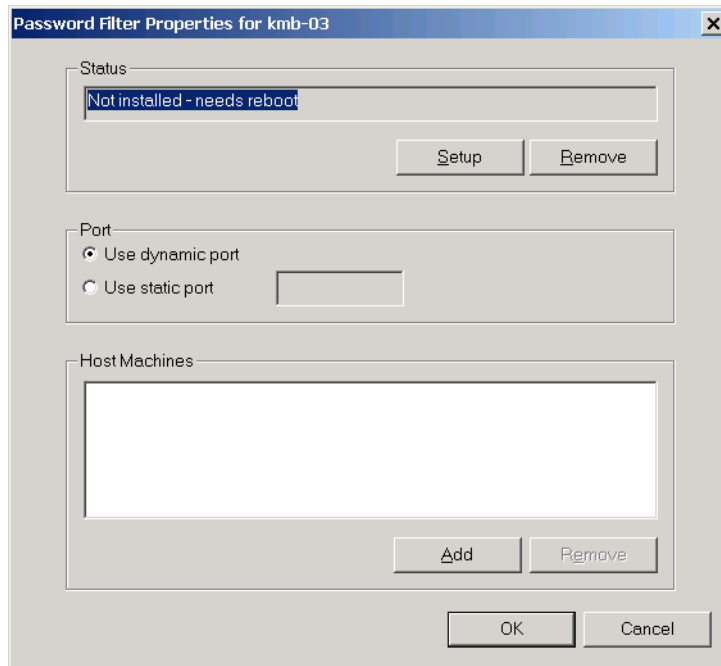 Password Filter Properties for kmb-03
Status
Not installed - needs reboot
Setup Remove
Port
Use dynamic port
Use static port
Host Machines
Add Remove
OK Cancel